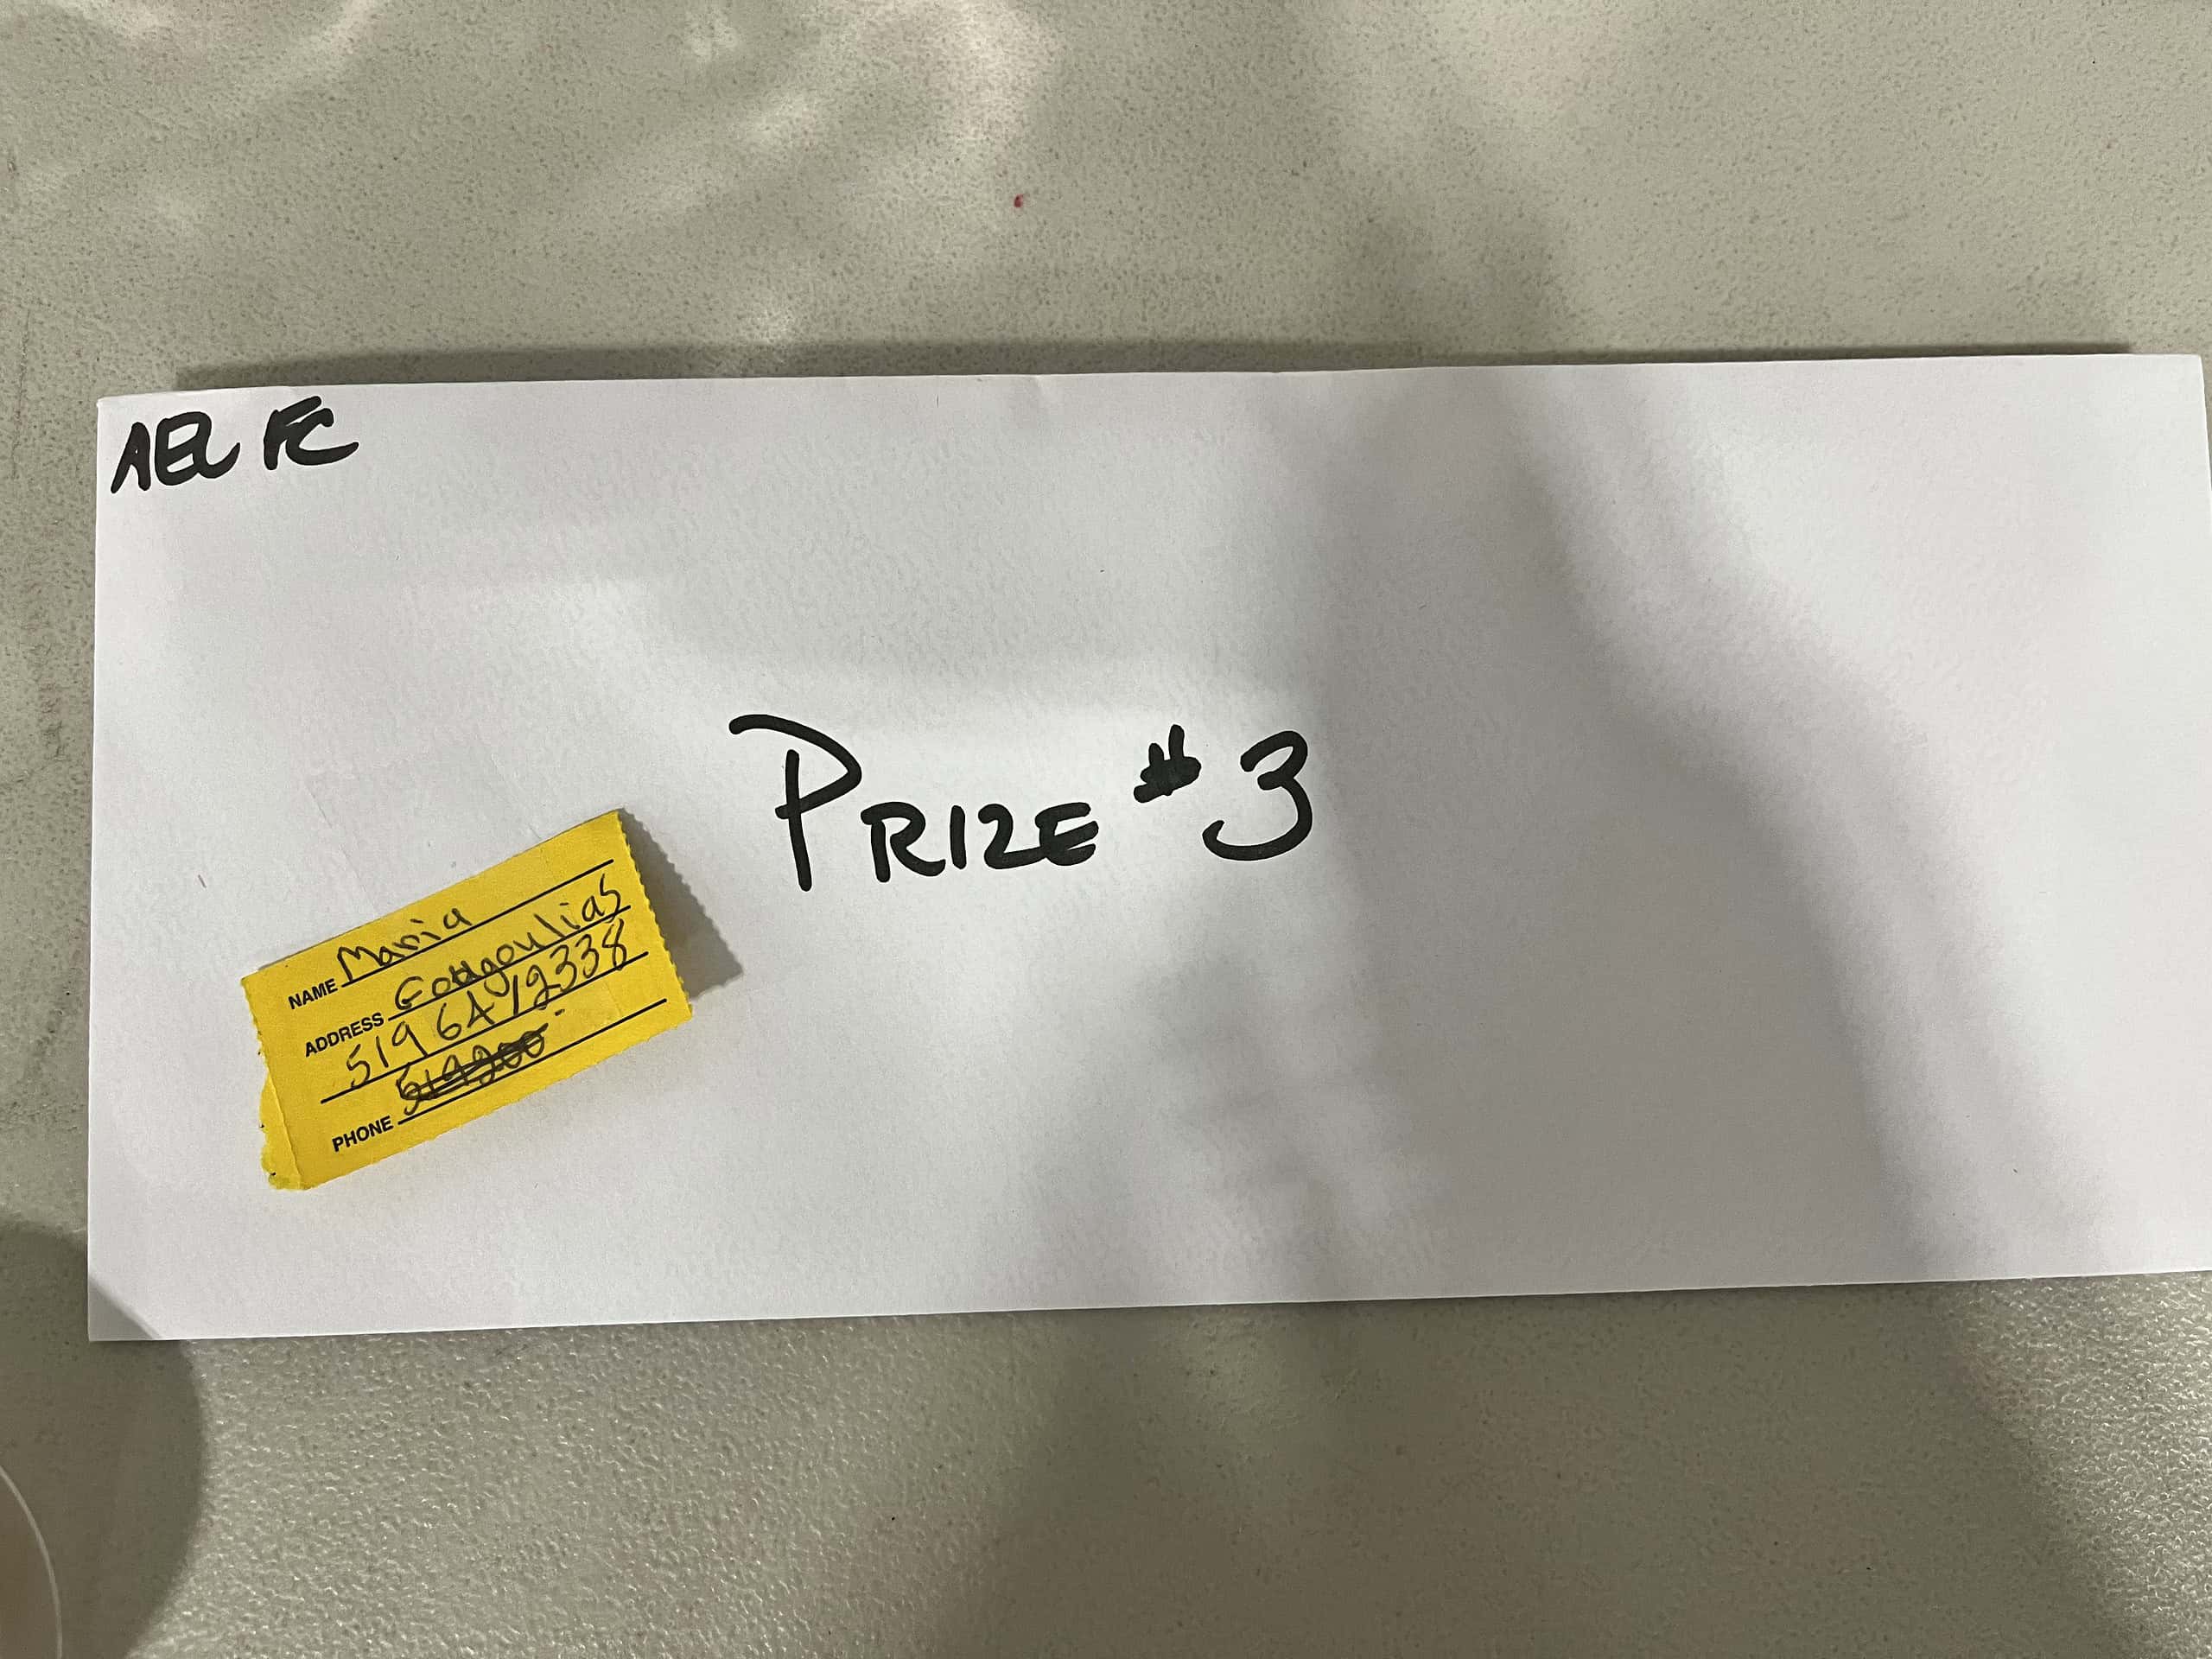 AEL FC
PRIZE #3
NAME Maria
ADDRESS
519 641 2338
PHONE